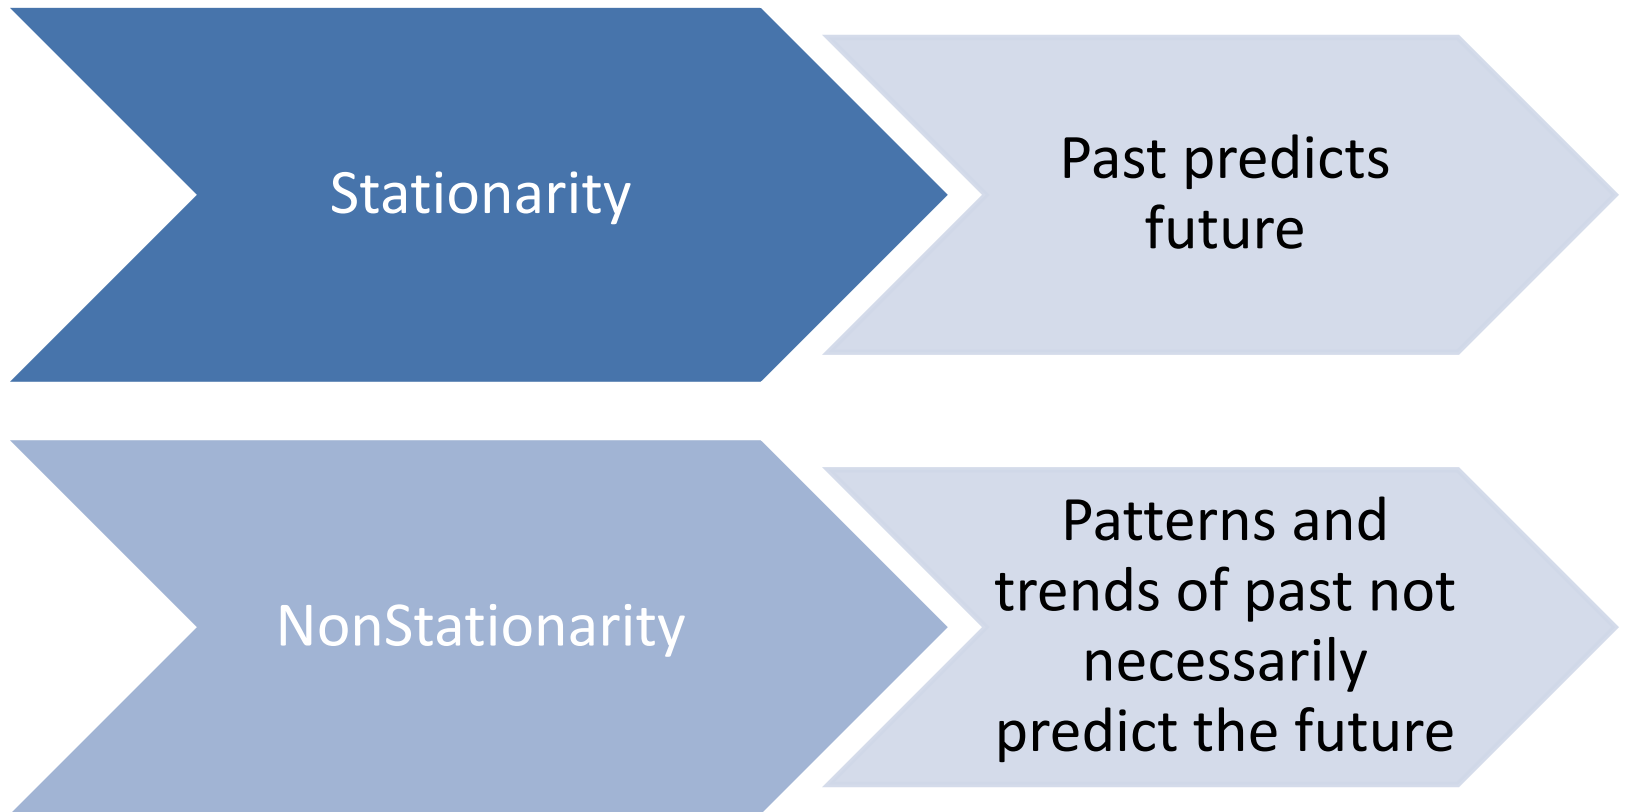 Stationarity
Past predicts
future
NonStationarity
Patterns and
trends of past not
necessarily
predict the future